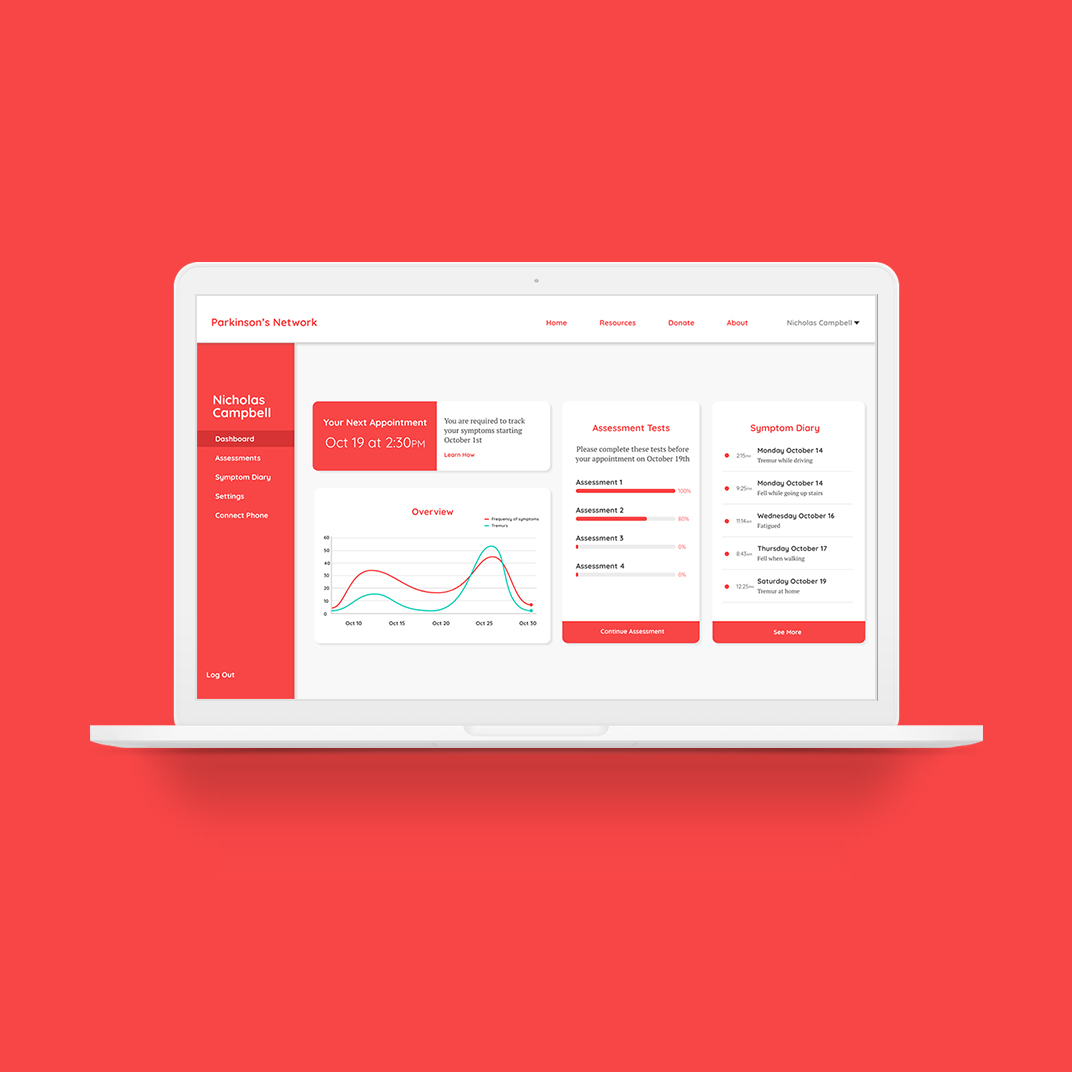 Parkinson's Network
Home
Resources
Donate
About
Nicholas Campbell
Nicholas
Campbell
Dashboard
Assessments
Symptom Diary
Settings
Connect Phone
Log Out
Your Next Appointment
Oct 19 at 2:30PM
You are required to track
your symptoms starting
October 1st
Learn How
Overview
Frequency of symptoms
Tremurs
60
50
40
30
20
10
0
Oct 10
Oct 15
Oct 20
Oct 25
Oct 30
Assessment Tests
Please complete these tests before
your appointment on October 19th
Assessment 1
100%
Assessment 2
80%
Assessment 3
0%
Assessment 4
0%
Continue Assessment
Symptom Diary
Monday October 14
2:15PM
Tremur while driving
Monday October 14
9:25PM
Fell while going up stairs
Wednesday October 16
11:14AM
Fatigued
Thursday October 17
8:43AM
Fell when walking
Saturday October 19
12:25PM
Tremur at home
See More